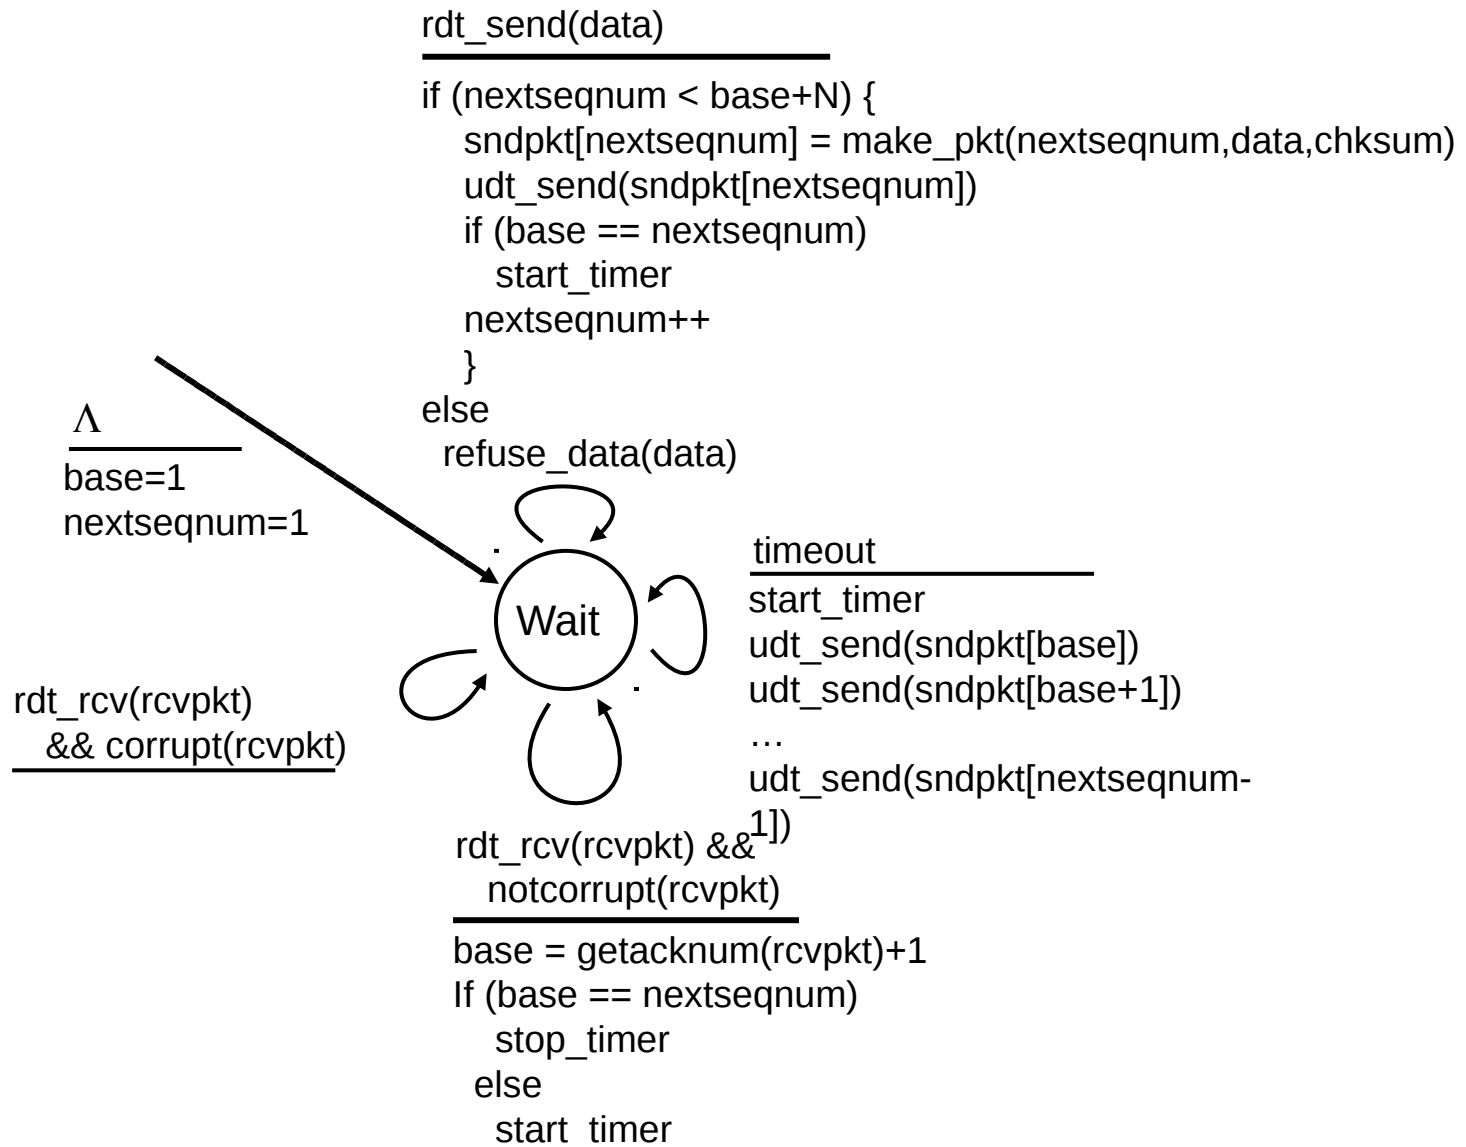 rdt_send(data)
if (nextseqnum < base+N) {
sndpkt[nextseqnum] = make_pkt(nextseqnum,data,chksum)
udt_send(sndpkt[nextseqnum])
if (base == nextseqnum)
start_timer
nextseqnum++
}
else
refuse_data(data)
Λ
base=1
nextseqnum=1
Wait
timeout
start_timer
udt_send(sndpkt[base])
udt_send(sndpkt[base+1])
…
udt_send(sndpkt[nextseqnum-
1])
rdt_rcv(rcvpkt)
&& corrupt(rcvpkt)
rdt_rcv(rcvpkt) &&
notcorrupt(rcvpkt)
base = getacknum(rcvpkt)+1
If (base == nextseqnum)
stop_timer
else
start_timer